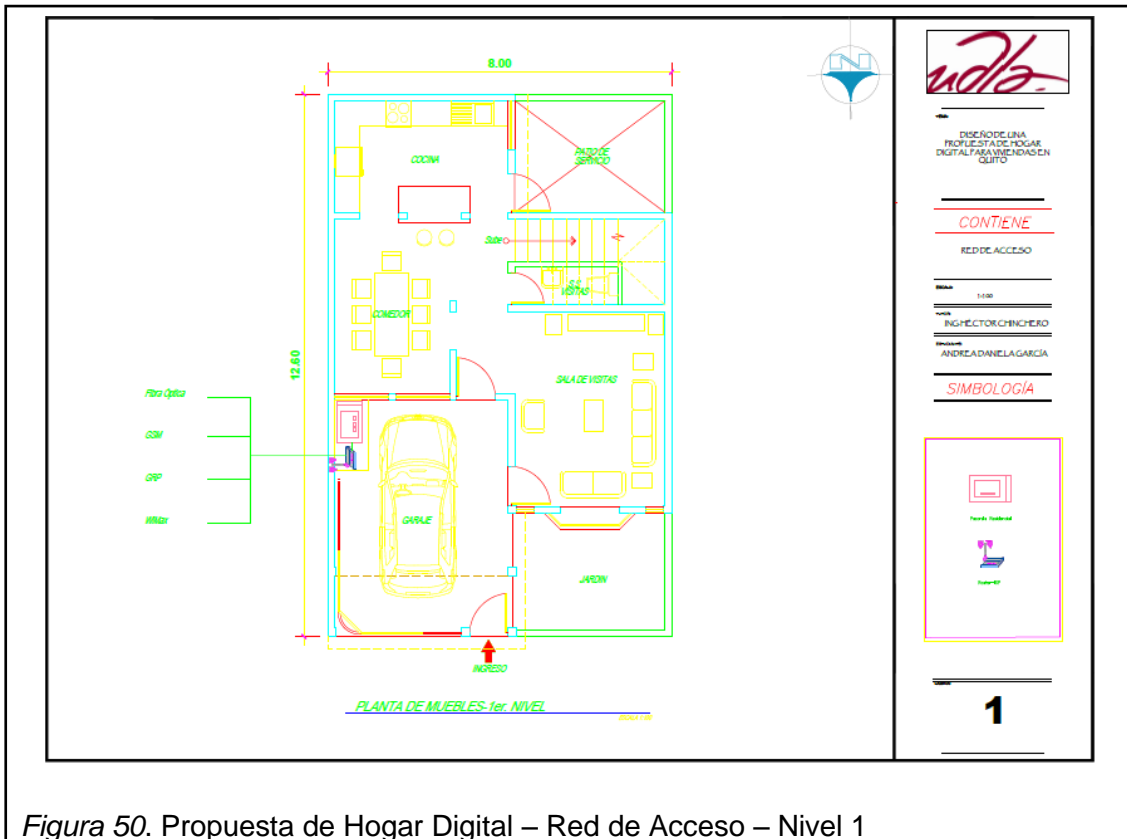 8.00
12.60
N
COCINA
PATIO DE
SERVICIO
Sube
S.S.
VISITAS
COMEDOR
SALA DE VISITAS
Fibra Óptica
GSM
WiMax
GARAJE
JARDIN
INGRESO
PLANTA DE MUEBLES-1er. NIVEL
udla-
DISEÑO DE UNA
PROPUESTA DE HOGAR
DIGITAL PARA VIVIENDAS EN
QUITO
CONTIENE
RED DE ACCESO
ING HÉCTOR CHINCHERO
ANDREA DANIELA GARCÍA
SIMBOLOGÍA
1
Figura 50. Propuesta de Hogar Digital – Red de Acceso – Nivel 1